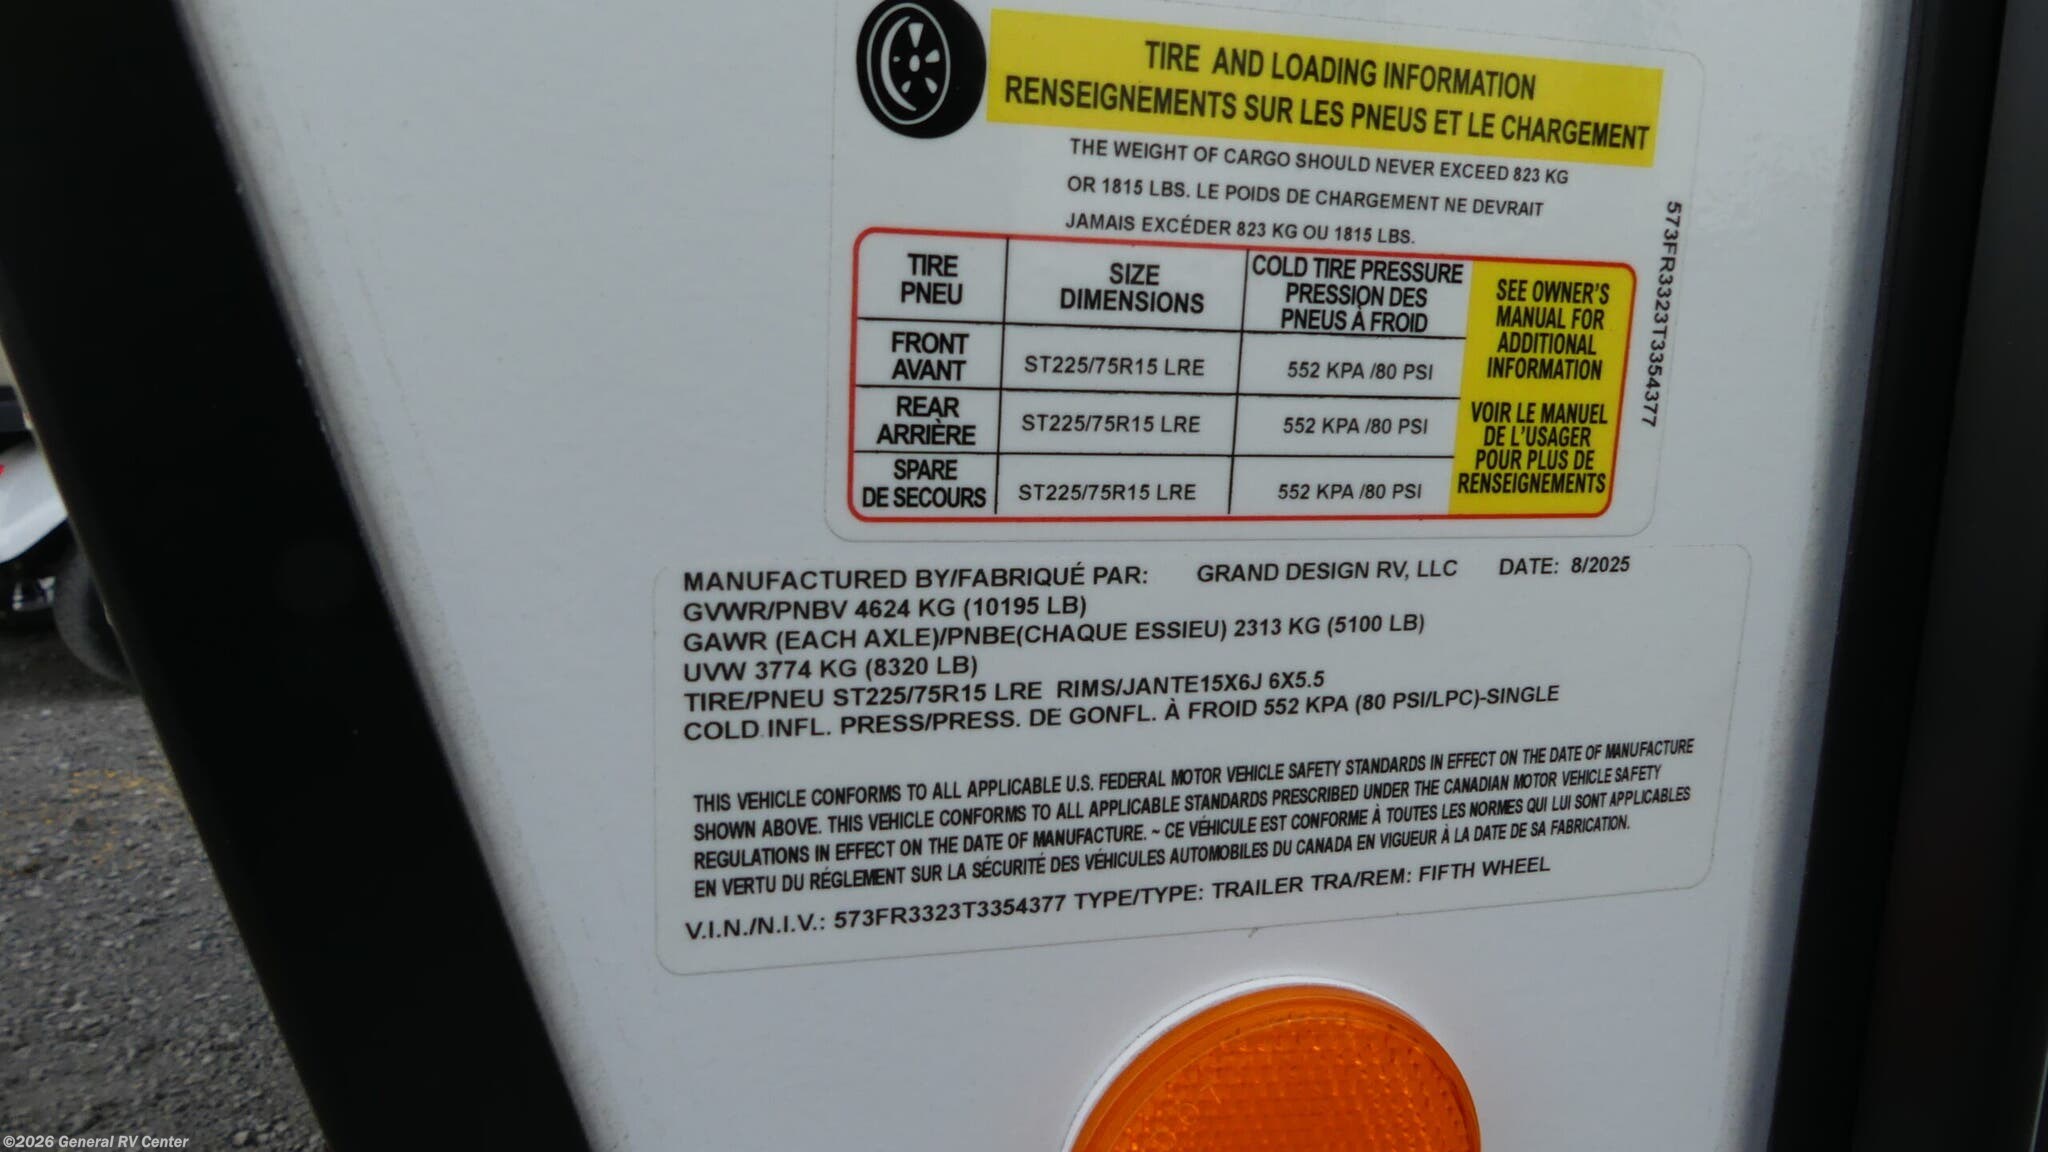 TIRE AND LOADING INFORMATION
RENSEIGNEMENTS SUR LES PNEUS ET LE CHARGEMENT
THE WEIGHT OF CARGO SHOULD NEVER EXCEED 823 KG
OR 1815 LBS. LE POIDS DE CHARGEMENT NE DEVRAIT
JAMAIS EXCÉDER 823 KG OU 1815 LBS.
573FR3323T3354377
TIRE
PNEU
SIZE
DIMENSIONS
COLD TIRE PRESSURE
PRESSION DES
PNEUS À FROID
FRONT
AVANT
ST225/75R15 LRE
552 KPA /80 PSI
REAR
ARRIÈRE
ST225/75R15 LRE
552 KPA /80 PSI
SPARE
DE SECOURS
ST225/75R15 LRE
552 KPA /80 PSI
SEE OWNER'S
MANUAL FOR
ADDITIONAL
INFORMATION
VOIR LE MANUEL
DE L'USAGER
POUR PLUS DE
RENSEIGNEMENTS
MANUFACTURED BY/FABRIQUÉ PAR: GRAND DESIGN RV, LLC DATE: 8/2025
GVWR/PNBV 4624 KG (10195 LB)
GAWR (EACH AXLE)/PNBE(CHAQUE ESSIEU) 2313 KG (5100 LB)
UVW 3774 KG (8320 LB)
TIRE/PNEU ST225/75R15 LRE RIMS/JANTE15X6J 6X5.5
COLD INFL. PRESS/PRESS. DE GONFL. À FROID 552 KPA (80 PSI/LPC)-SINGLE
THIS VEHICLE CONFORMS TO ALL APPLICABLE U.S. FEDERAL MOTOR VEHICLE SAFETY STANDARDS IN EFFECT ON THE DATE OF MANUFACTURE
SHOWN ABOVE. THIS VEHICLE CONFORMS TO ALL APPLICABLE STANDARDS PRESCRIBED UNDER THE CANADIAN MOTOR VEHICLE SAFETY
REGULATIONS IN EFFECT ON THE DATE OF MANUFACTURE. ~ CE VÉHICULE EST CONFORME À TOUTES LES NORMES QUI LUI SONT APPLICABLES
EN VERTU DU RÉGLEMENT SUR LA SÉCURITÉ DES VÉHICULES AUTOMOBILES DU CANADA EN VIGUEUR À LA DATE DE SA FABRICATION.
V.I.N./N.I.V.: 573FR3323T3354377 TYPE/TYPE: TRAILER TRA/REM: FIFTH WHEEL
©2026 General RV Center